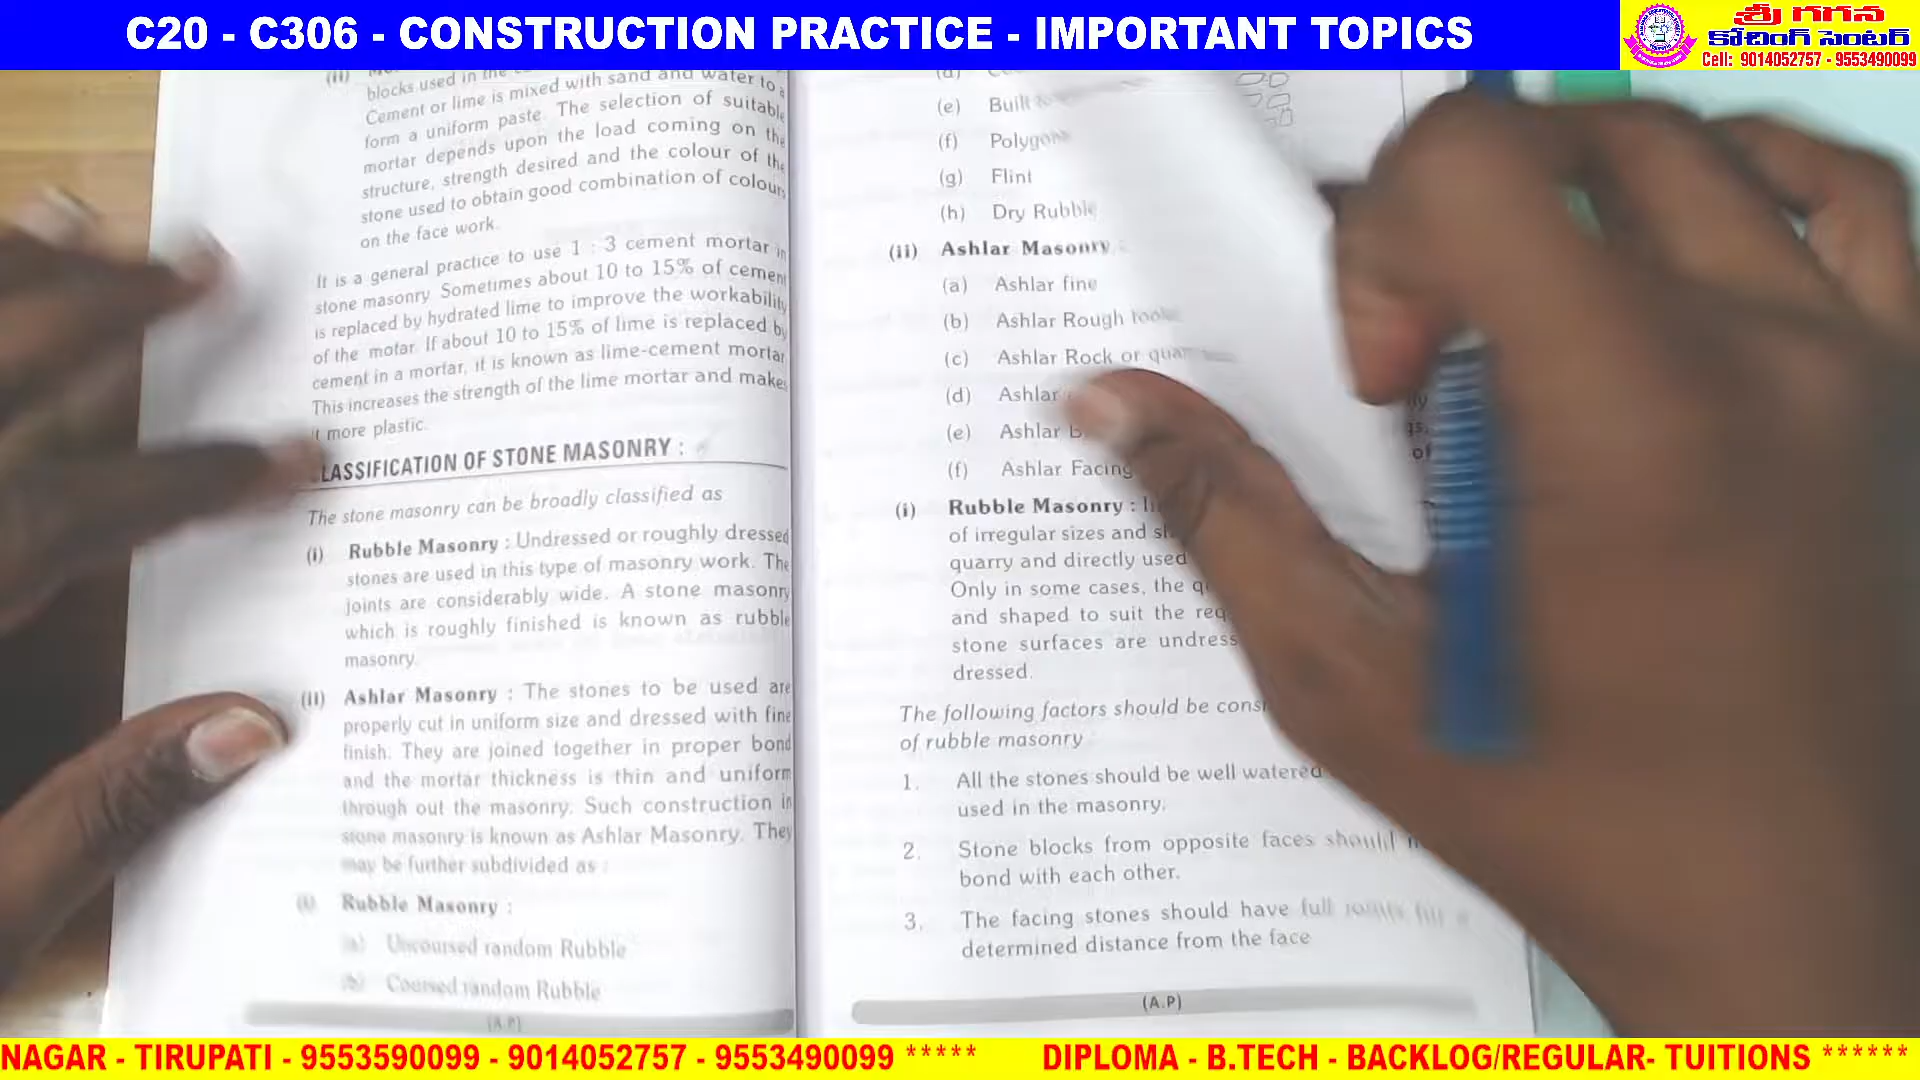 C20 - C306 - CONSTRUCTION PRACTICE - IMPORTANT TOPICS
శ్రీ గగన
కోచింగ్ సెంటర్
Cell: 9014052757 - 9553490099
(ii)
blocks used in the
Cement or lime is mixed with sand and water to
form a uniform paste. The selection of suitabl
mortar depends upon the load coming on the
structure, strength desired and the colour of the
stone used to obtain good combination of colour
on the face work.
It is a general practice to use 1 : 3 cement mortar in
stone masonry. Sometimes about 10 to 15% of cement
is replaced by hydrated lime to improve the workability
of the motar. If about 10 to 15% of lime is replaced by
cement in a mortar, it is known as lime-cement mortar
This increases the strength of the lime mortar and makes
it more plastic.
LASSIFICATION OF STONE MASONRY :
The stone masonry can be broadly classified as
(i) Rubble Masonry : Undressed or roughly dressed
stones are used in this type of masonry work. The
joints are considerably wide. A stone masonry
which is roughly finished is known as rubble
masonry.
(ii) Ashlar Masonry : The stones to be used are
properly cut in uniform size and dressed with fine
finish. They are joined together in proper bond
and the mortar thickness is thin and uniform
through out the masonry. Such construction in
stone masonry is known as Ashlar Masonry. They
may be further subdivided as :
(i) Rubble Masonry :
(a) Uncoursed random Rubble
(b) Coursed random Rubble
(A.P)
(d)
(e) Built
(f) Polygon
(g) Flint
(h) Dry Rubble
(ii) Ashlar Masonry :
(a) Ashlar fine
(b) Ashlar Rough
(c) Ashlar Rock or
(d) Ashlar
(e) Ashlar
(f) Ashlar Facing
(i) Rubble Masonry :
of irregular sizes and
quarry and directly used
Only in some cases, the
and shaped to suit the
stone surfaces are undress
dressed.
The following factors should be
of rubble masonry
1. All the stones should be well watered
used in the masonry.
2. Stone blocks from opposite faces should
bond with each other.
3. The facing stones should have full joints
determined distance from the face
(A.P)
of
NAGAR - TIRUPATI - 9553590099 - 9014052757 - 9553490099 ***** DIPLOMA - B.TECH - BACKLOG/REGULAR- TUITIONS ******